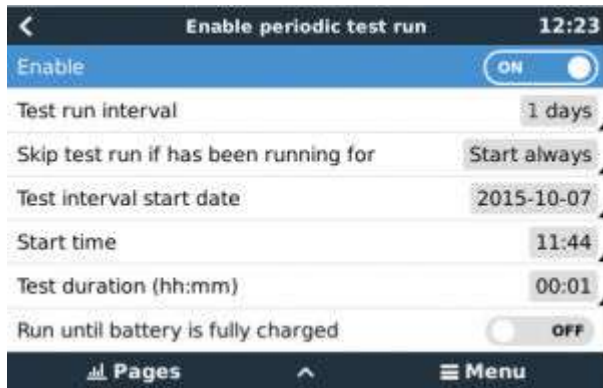 Enable periodic test run 12:23
Enable ON
Test run interval 1 days
Skip test run if has been running for Start always
Test interval start date 2015-10-07
Start time 11:44
Test duration (hh:mm) 00:01
Run until battery is fully charged OFF
Pages Menu